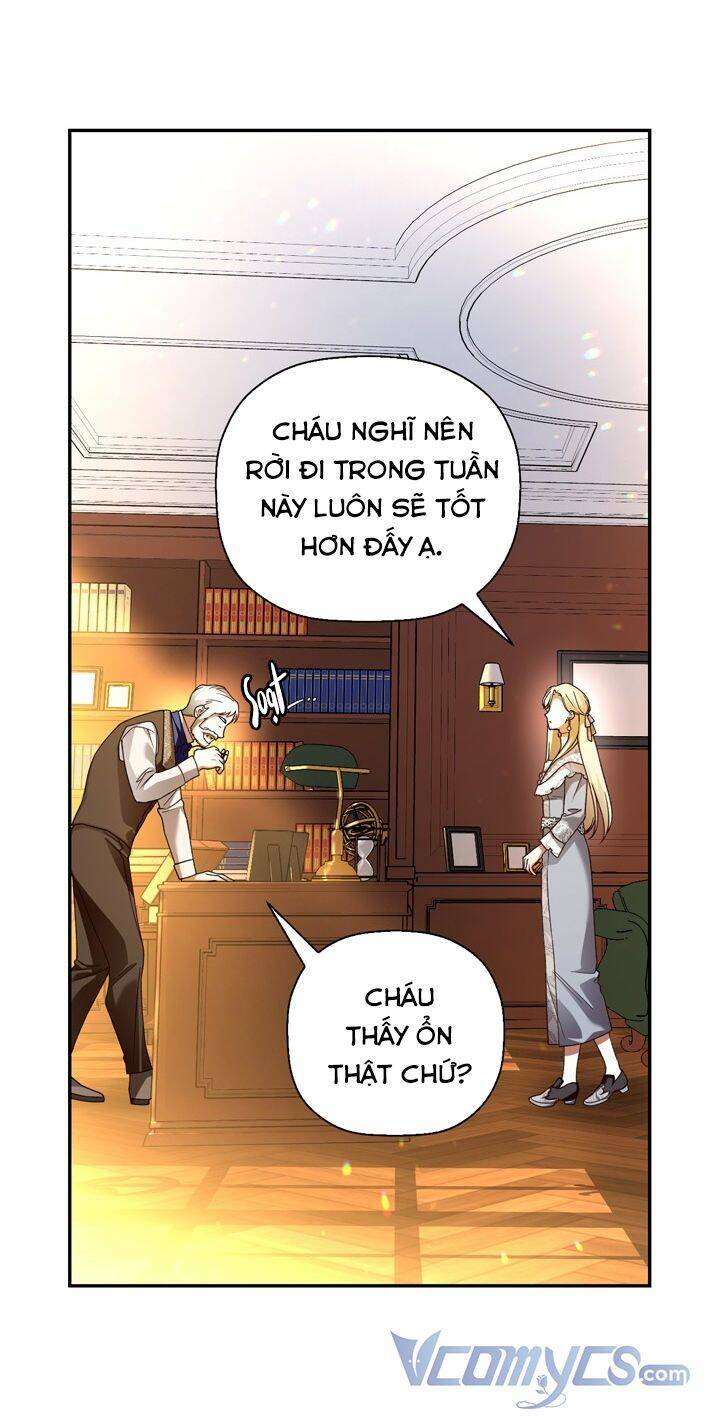 CHÁU NGHĨ NÊN
RỜI ĐI TRONG TUẦN
NÀY LUÔN SẼ TỐT
HƠN ĐẤY Ạ.
Soạt...
CHÁU
THẤY ỔN
THẬT CHỨ?
Vcomycs.com